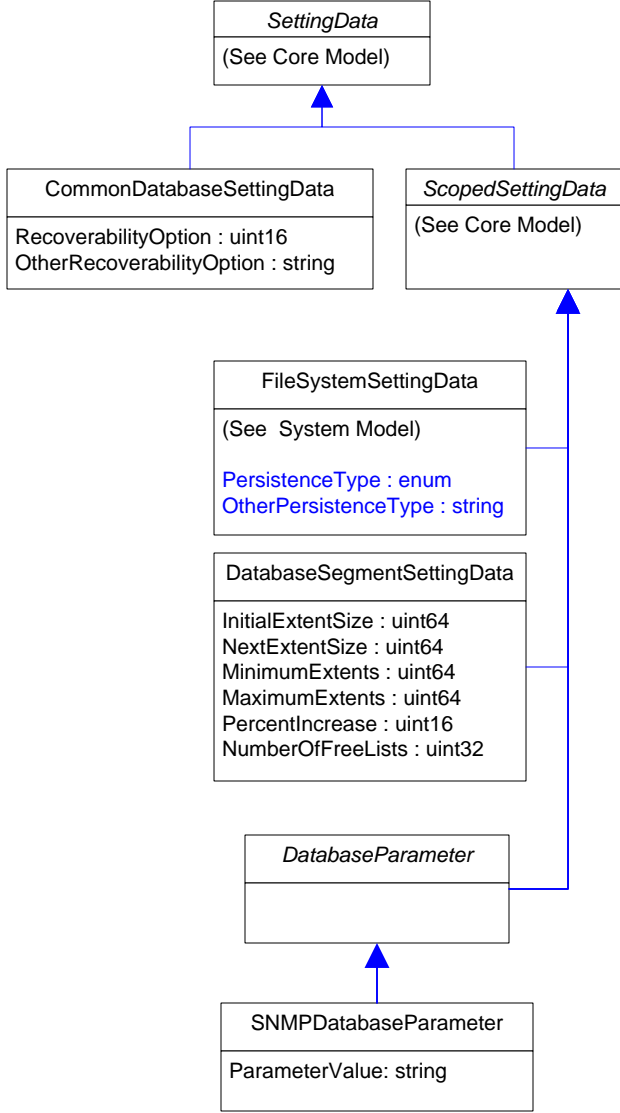 SettingData
(See Core Model)
CommonDatabaseSettingData
RecoverabilityOption : uint16
OtherRecoverabilityOption : string
ScopedSettingData
(See Core Model)
FileSystemSettingData
(See System Model)
PersistenceType : enum
OtherPersistenceType : string
DatabaseSegmentSettingData
InitialExtentSize : uint64
NextExtentSize : uint64
MinimumExtents : uint64
MaximumExtents : uint64
PercentIncrease : uint16
NumberOfFreeLists : uint32
DatabaseParameter
SNMPDatabaseParameter
ParameterValue: string